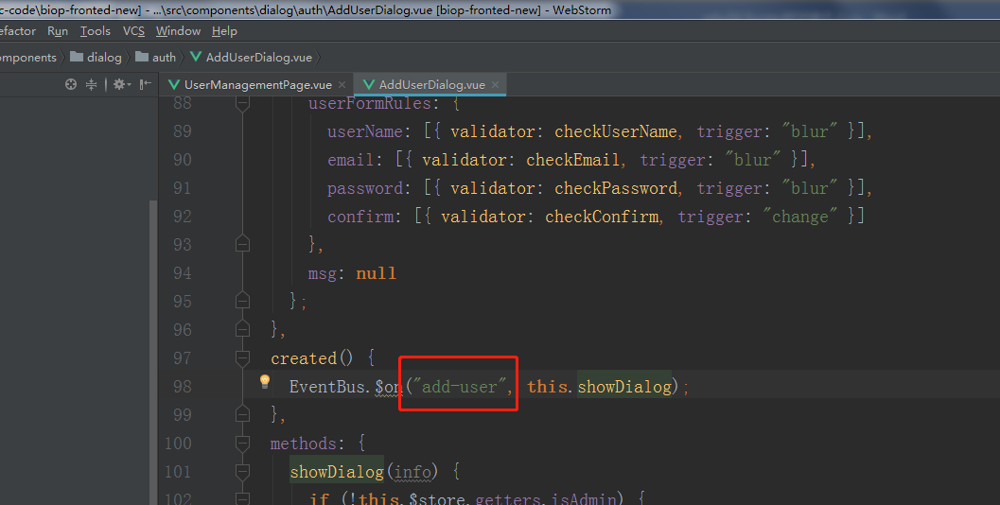 c-code\biop-fronted-new] - ...\src\components\dialog\auth\AddUserDialog.vue [biop-fronted-new] - WebStorm
efactor Run Tools VCS Window Help
omponents dialog auth AddUserDialog.vue
UserManagementPage.vue AddUserDialog.vue
88 userFormRules: {
89 userName: [{ validator: checkUserName, trigger: "blur" }],
90 email: [{ validator: checkEmail, trigger: "blur" }],
91 password: [{ validator: checkPassword, trigger: "blur" }],
92 confirm: [{ validator: checkConfirm, trigger: "change" }]
93 },
94 msg: null
95 };
96 },
97 created() {
98 EventBus.$on("add-user", this.showDialog);
99 },
100 methods: {
101 showDialog(info) {
102 if (!this.$store.getters.isAdmin) {